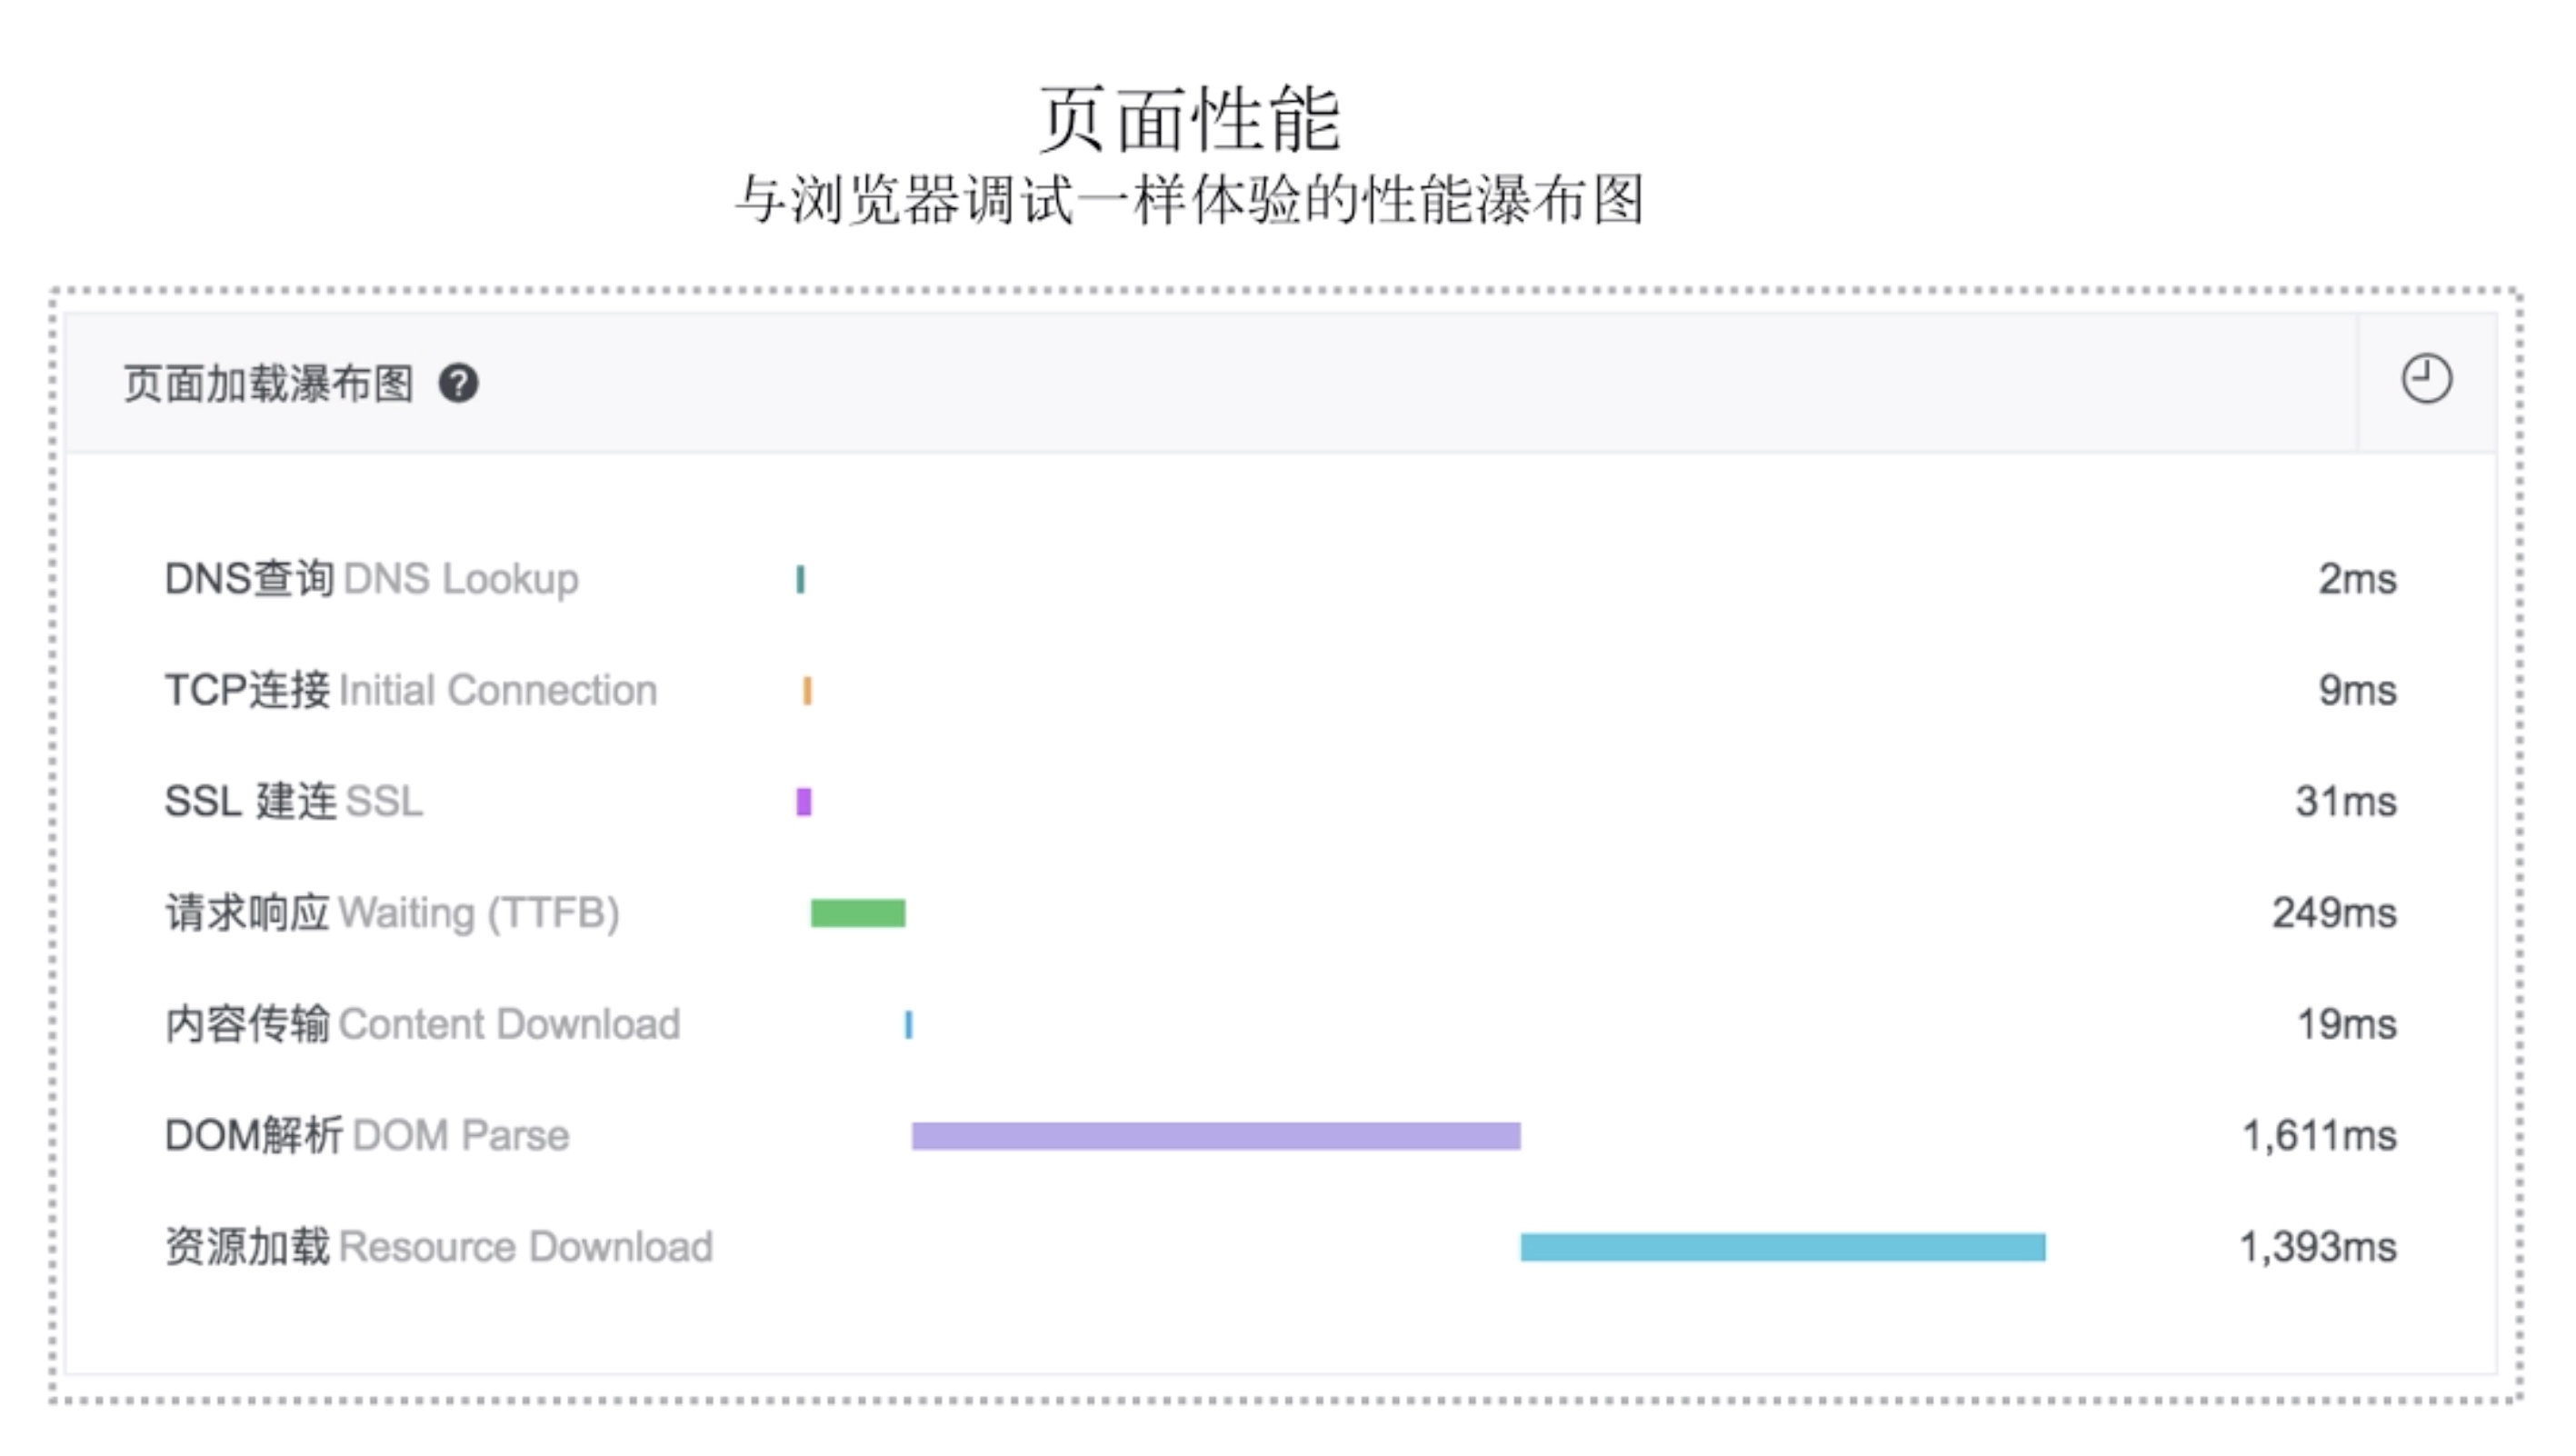 页面性能
与浏览器调试一样体验的性能瀑布图
页面加载瀑布图 ?
DNS查询 DNS Lookup 2ms
TCP连接 Initial Connection 9ms
SSL 建连 SSL 31ms
请求响应 Waiting (TTFB) 249ms
内容传输 Content Download 19ms
DOM解析 DOM Parse 1,611ms
资源加载 Resource Download 1,393ms